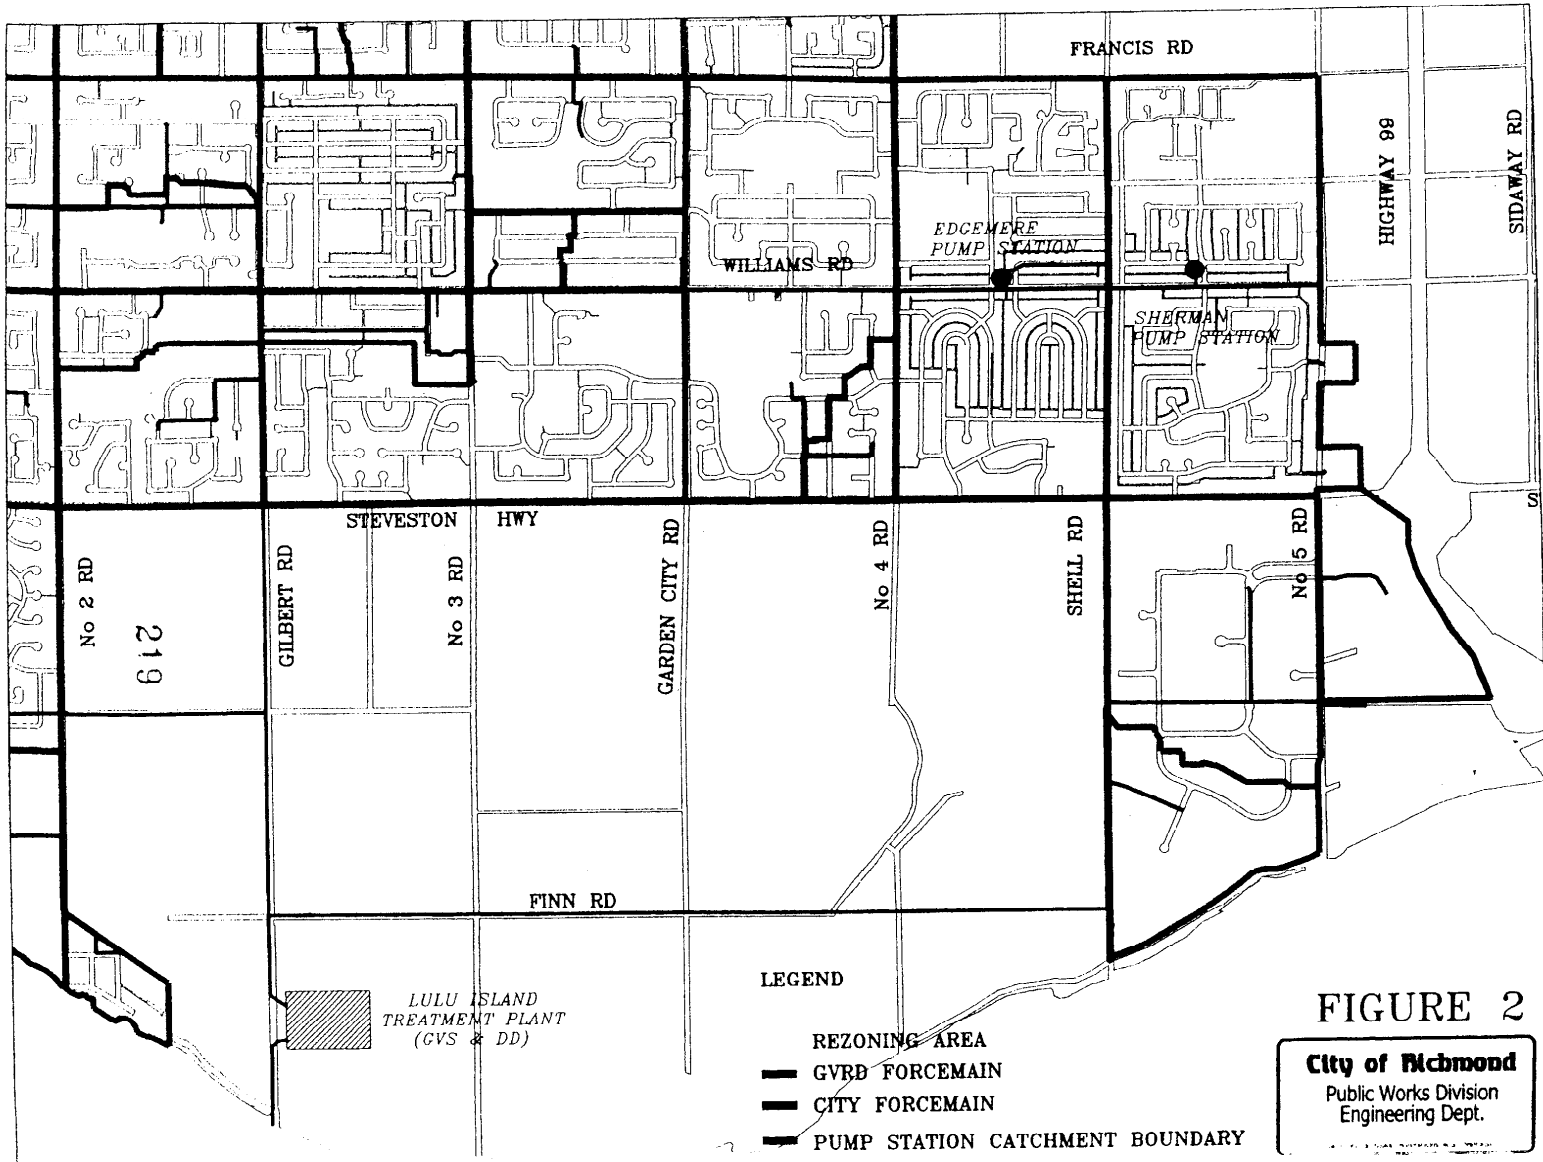 FRANCIS RD
HIGHWAY 99
SIDAWAY RD
EDGEMERE
PUMP STATION
WILLIAMS RD
SHERMAN
PUMP STATION
S
STEVESTON HWY
No 2 RD
219
GILBERT RD
No 3 RD
GARDEN CITY RD
No 4 RD
SHELL RD
No 5 RD
FINN RD
LULU ISLAND
TREATMENT PLANT
(GVS & DD)
LEGEND
REZONING AREA
GVRD FORCEMAIN
CITY FORCEMAIN
PUMP STATION CATCHMENT BOUNDARY
FIGURE 2
City of Richmond
Public Works Division
Engineering Dept.